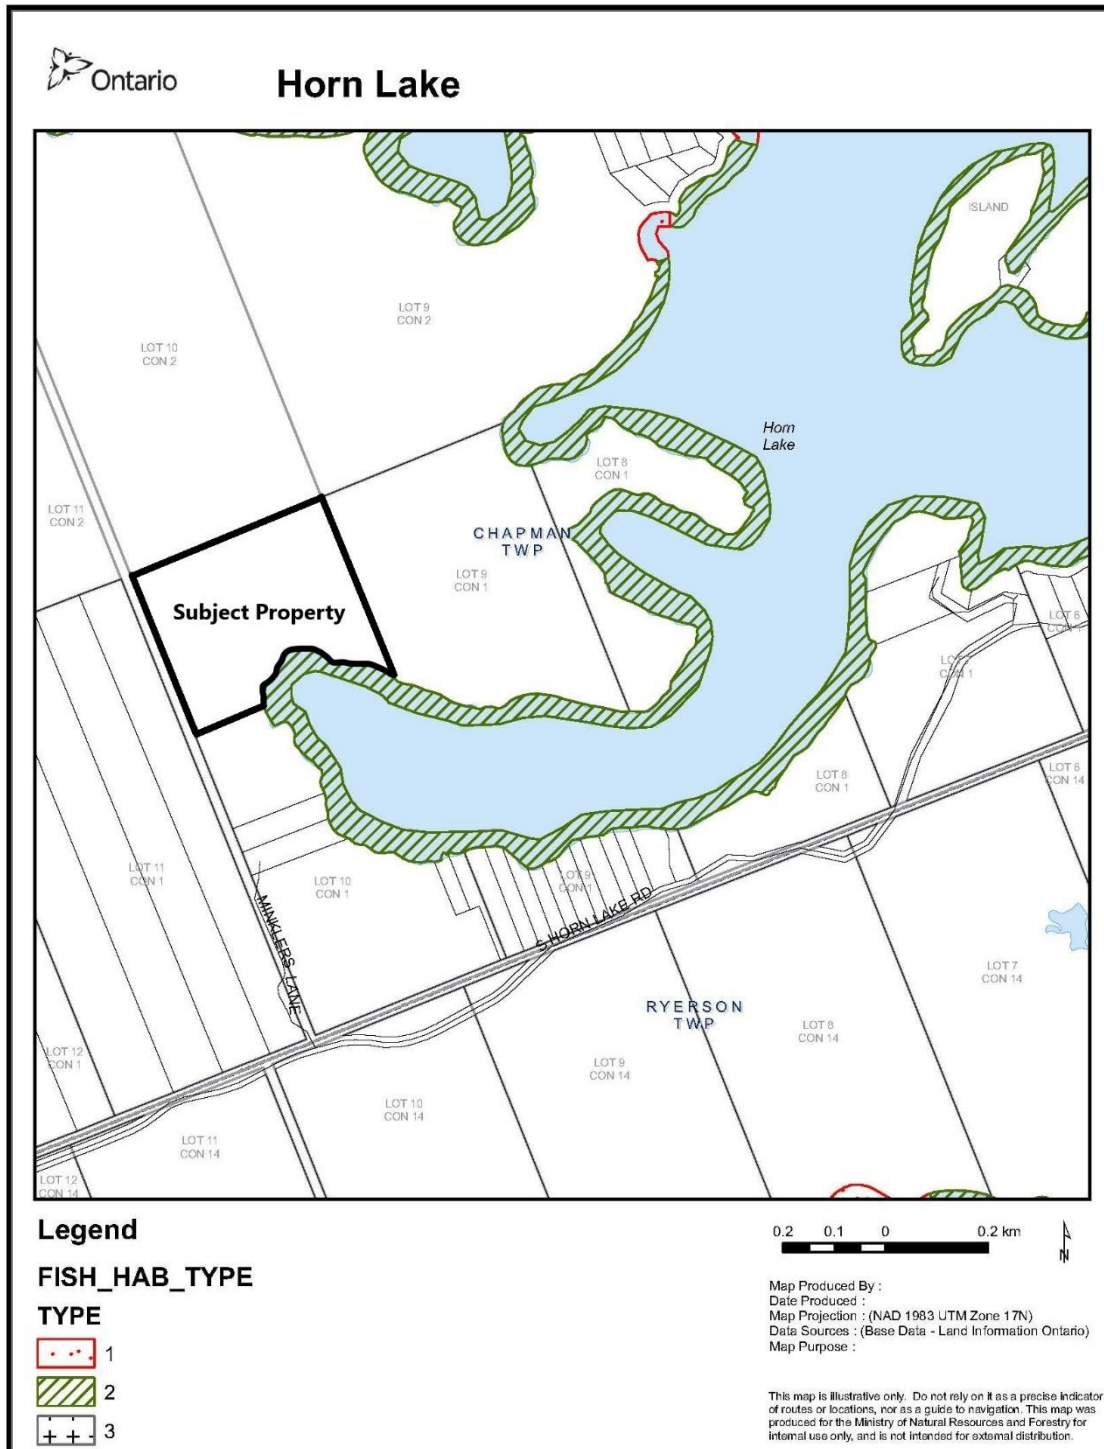 Ontario
Horn Lake
ISLAND
LOT 9
CON 2
LOT 10
CON 2
Horn
Lake
LOT 8
CON 1
LOT 11
CON 2
CHAPMAN
TWP
LOT 9
CON 1
Subject Property
LOT 6
CON 1
CON 1
LOT 6
CON 14
LOT 8
CON 1
LOT 11
CON 1
LOT 10
CON 1
LOT 9
CON 1
MINKLERS LANE
S HORN LAKE RD
LOT 7
CON 14
RYERSON
TWP
LOT 8
CON 14
LOT 12
CON 1
LOT 9
CON 14
LOT 10
CON 14
LOT 11
CON 14
LOT 12
CON 14
Legend
FISH_HAB_TYPE
TYPE
1
2
3
0.2 0.1 0 0.2 km
N
Map Produced By :
Date Produced :
Map Projection : (NAD 1983 UTM Zone 17N)
Data Sources : (Base Data - Land Information Ontario)
Map Purpose :
This map is illustrative only. Do not rely on it as a precise indicator
of routes or locations, nor as a guide to navigation. This map was
produced for the Ministry of Natural Resources and Forestry for
internal use only, and is not intended for external distribution.